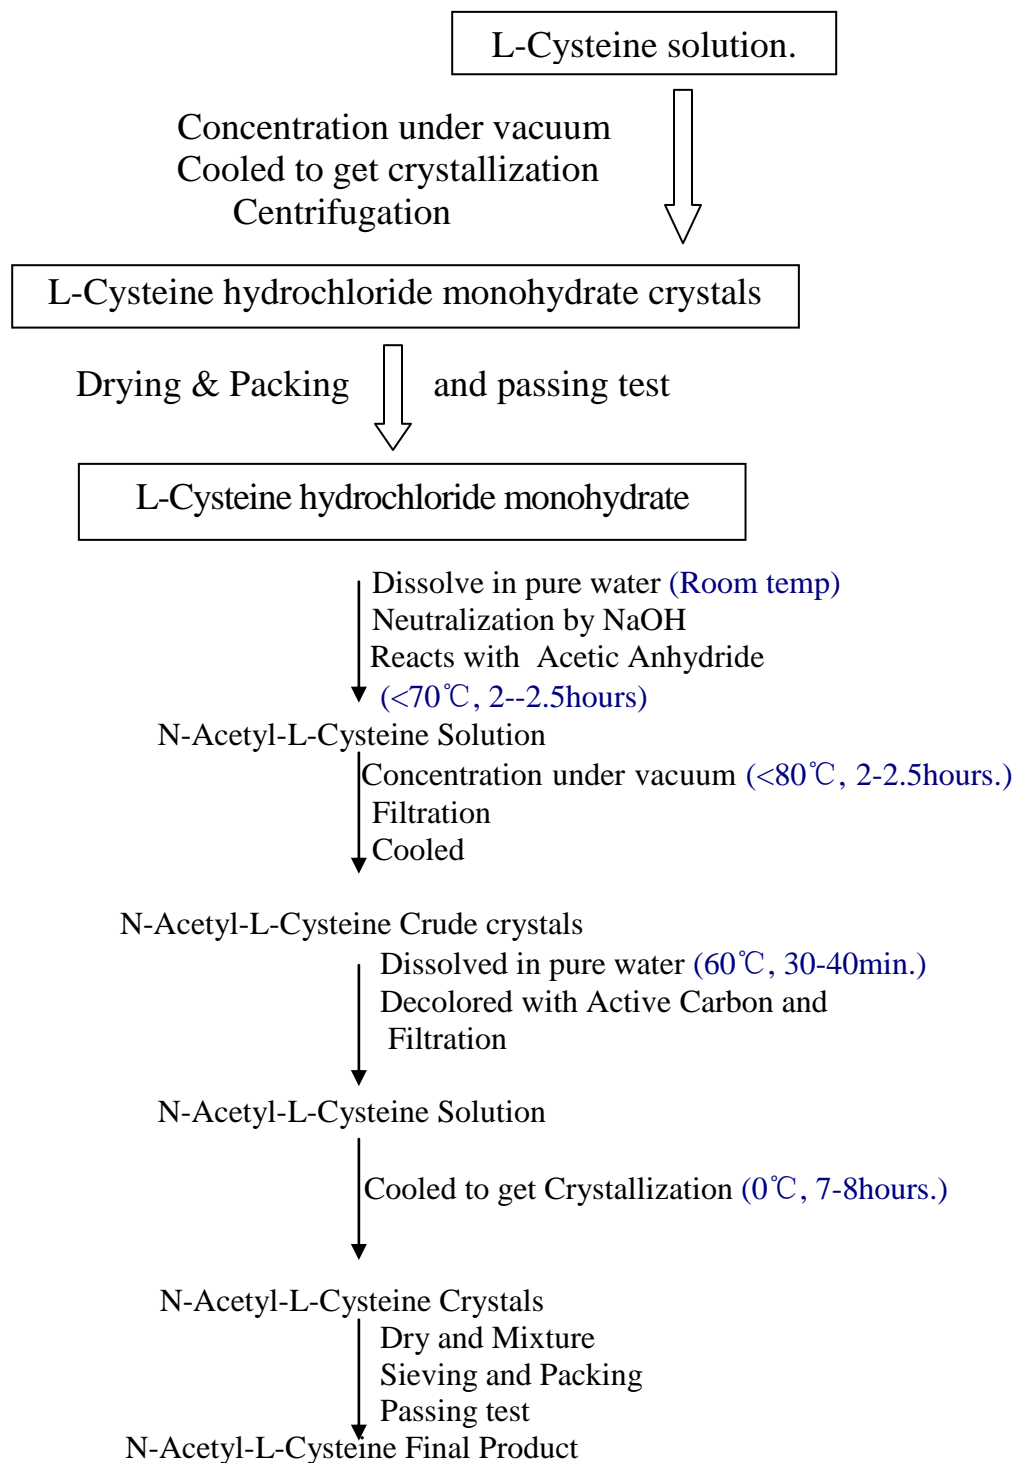 L-Cysteine solution.
Concentration under vacuum
Cooled to get crystallization
Centrifugation
L-Cysteine hydrochloride monohydrate crystals
Drying & Packing and passing test
L-Cysteine hydrochloride monohydrate
Dissolve in pure water (Room temp)
Neutralization by NaOH
Reacts with Acetic Anhydride
(<70℃, 2--2.5hours)
N-Acetyl-L-Cysteine Solution
Concentration under vacuum (<80℃, 2-2.5hours.)
Filtration
Cooled
N-Acetyl-L-Cysteine Crude crystals
Dissolved in pure water (60℃, 30-40min.)
Decolored with Active Carbon and
Filtration
N-Acetyl-L-Cysteine Solution
Cooled to get Crystallization (0℃, 7-8hours.)
N-Acetyl-L-Cysteine Crystals
Dry and Mixture
Sieving and Packing
Passing test
N-Acetyl-L-Cysteine Final Product